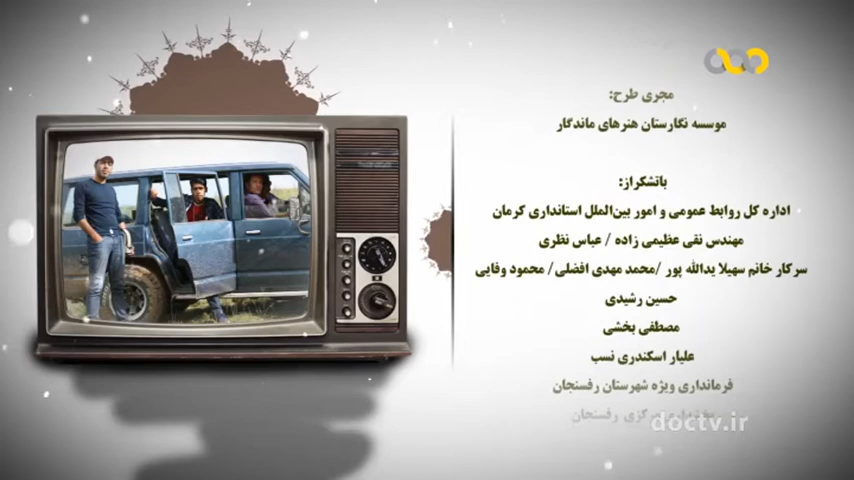 مجری طرح:
موسسه نگارستان هنرهای ماندگار
باتشکراز:
اداره کل روابط عمومی و امور بین‌الملل استانداری کرمان
مهندس نقی عظیمی زاده / عباس نظری
سرکار خانم سهیلا یدالله پور /محمد مهدی افضلی/ محمود وفایی
حسین رشیدی
مصطفی بخشی
علیار اسکندری نسب
فرمانداری ویژه شهرستان رفسنجان
مرکزی رفسنجان
doctv.ir